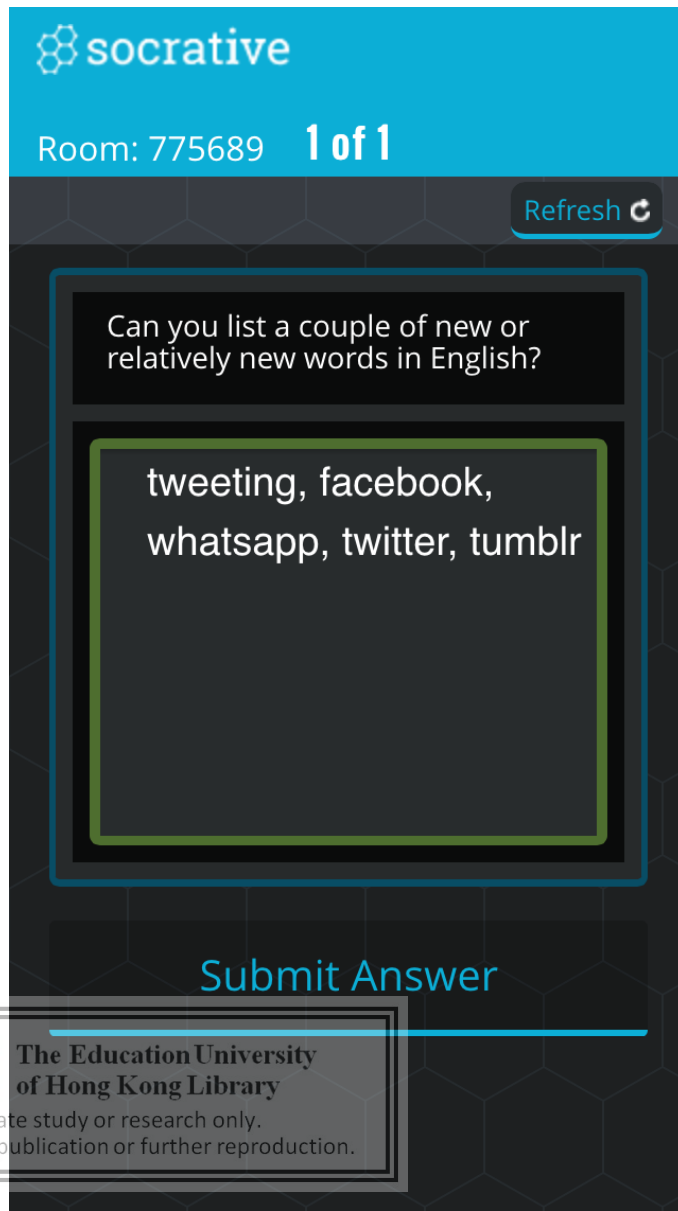 socrative
Room: 775689 1 of 1
Refresh
Can you list a couple of new or
relatively new words in English?
tweeting, facebook,
whatsapp, twitter, tumblr
Submit Answer
The Education University
of Hong Kong Library
study or research only.
publication or further reproduction.